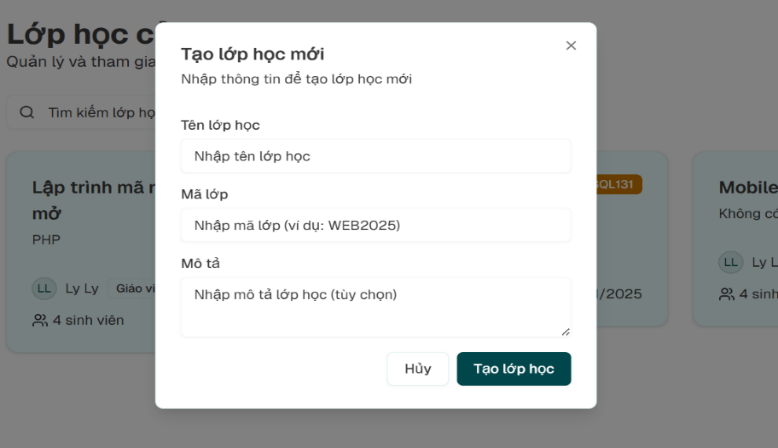 Lớp học c
Quản lý và tham gia
Tìm kiếm lớp họ
Lập trình mã
mở
PHP
LL Ly Ly Giáo vi
4 sinh viên
Tạo lớp học mới
Nhập thông tin để tạo lớp học mới
Tên lớp học
Nhập tên lớp học
Mã lớp
Nhập mã lớp (ví dụ: WEB2025)
Mô tả
Nhập mô tả lớp học (tùy chọn)
Hủy Tạo lớp học
SQL131
/2025
Mobile
Không có
LL Ly L
4 sinh